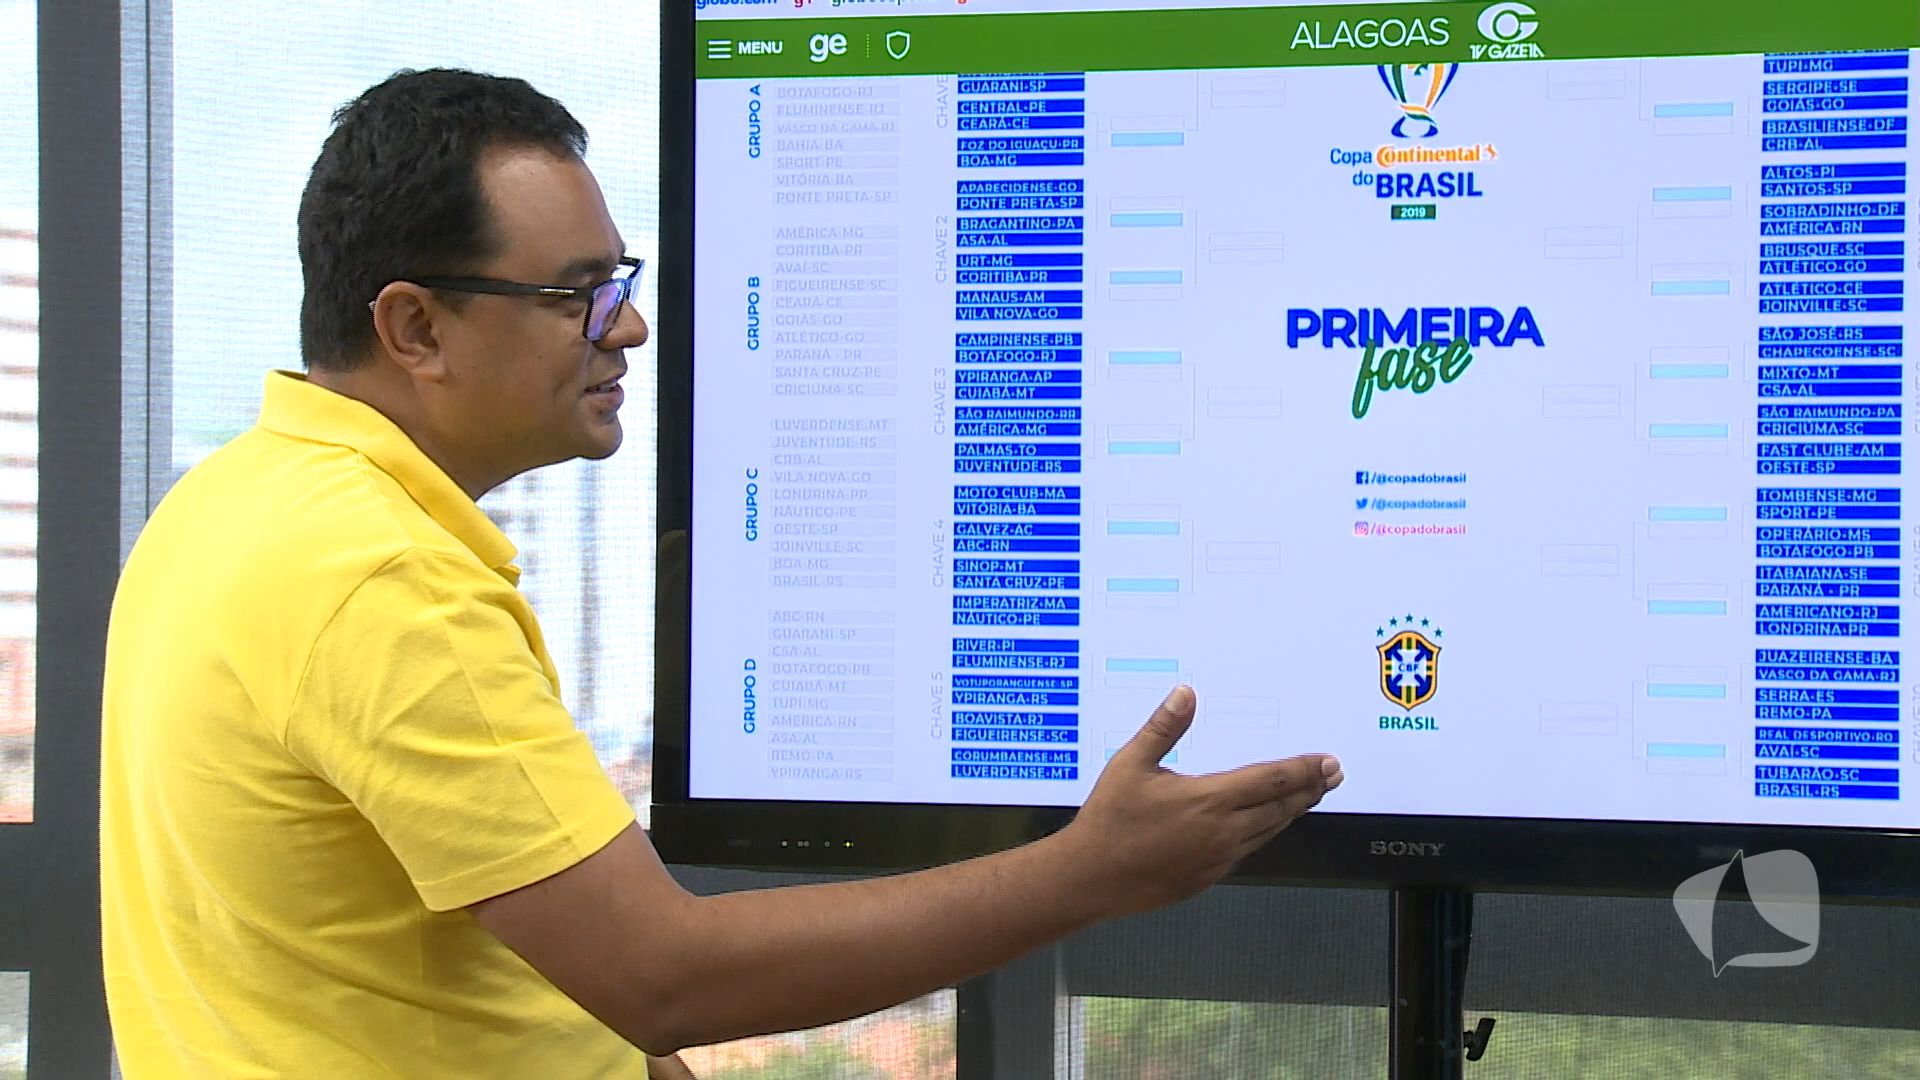 globo.com g1
MENU ge
ALAGOAS
TV GAZETA
GRUPO A
BOTAFOGO-RJ
FLUMINENSE-RJ
VASCO DA GAMA-RJ
BAHIA-BA
SPORT-PE
VITÓRIA-BA
PONTE PRETA-SP
GRUPO B
AMÉRICA-MG
CORITIBA-PR
AVAÍ-SC
FIGUEIRENSE-SC
CEARÁ-CE
GOIÁS-GO
ATLÉTICO-GO
PARANÁ - PR
SANTA CRUZ-PE
CRICIÚMA-SC
GRUPO C
LUVERDENSE-MT
JUVENTUDE-RS
CRB-AL
VILA NOVA-GO
LONDRINA-PR
NÁUTICO-PE
OESTE-SP
JOINVILLE-SC
BOA-MG
BRASIL-RS
GRUPO D
ABC-RN
GUARANI-SP
CSA-AL
BOTAFOGO-PB
CUIABÁ-MT
TUPI-MG
AMÉRICA-RN
ASA-AL
REMO-PA
YPIRANGA-RS
CHAVE
GUARANI-SP
CENTRAL-PE
CEARÁ-CE
FOZ DO IGUAÇU-PR
BOA-MG
CHAVE 2
APARECIDENSE-GO
PONTE PRETA-SP
BRAGANTINO-PA
ASA-AL
URT-MG
CORITIBA-PR
MANAUS-AM
VILA NOVA-GO
CHAVE 3
CAMPINENSE-PB
BOTAFOGO-RJ
YPIRANGA-AP
CUIABÁ-MT
SÃO RAIMUNDO-RR
AMÉRICA-MG
PALMAS-TO
JUVENTUDE-RS
CHAVE 4
MOTO CLUB-MA
VITÓRIA-BA
GALVEZ-AC
ABC-RN
SINOP-MT
SANTA CRUZ-PE
IMPERATRIZ-MA
NÁUTICO-PE
CHAVE 5
RIVER-PI
FLUMINENSE-RJ
VOTUPORANGUENSE-SP
YPIRANGA-RS
BOAVISTA-RJ
FIGUEIRENSE-SC
CORUMBAENSE-MS
LUVERDENSE-MT
Copa Continental
do BRASIL
2019
PRIMEIRA
fase
/@copadobrasil
/@copadobrasil
/@copadobrasil
CBF
BRASIL
TUPI-MG
SERGIPE-SE
GOIÁS-GO
BRASILIENSE-DF
CRB-AL
ALTOS-PI
SANTOS-SP
SOBRADINHO-DF
AMÉRICA-RN
BRUSQUE-SC
ATLÉTICO-GO
ATLÉTICO-CE
JOINVILLE-SC
SÃO JOSÉ-RS
CHAPECOENSE-SC
MIXTO-MT
CSA-AL
SÃO RAIMUNDO-PA
CRICIÚMA-SC
FAST CLUBE-AM
OESTE-SP
TOMBENSE-MG
SPORT-PE
OPERÁRIO-MS
BOTAFOGO-PB
ITABAIANA-SE
PARANÁ - PR
AMERICANO-RJ
LONDRINA-PR
JUAZEIRENSE-BA
VASCO DA GAMA-RJ
SERRA-ES
REMO-PA
REAL DESPORTIVO-RO
AVAÍ-SC
TUBARÃO-SC
BRASIL-RS
SONY